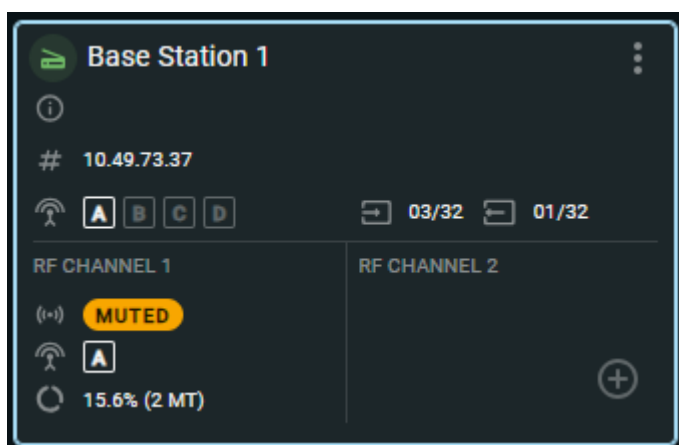 Base Station 1
# 10.49.73.37
A B C D 03/32 01/32
RF CHANNEL 1 RF CHANNEL 2
MUTED
A
15.6% (2 MT)